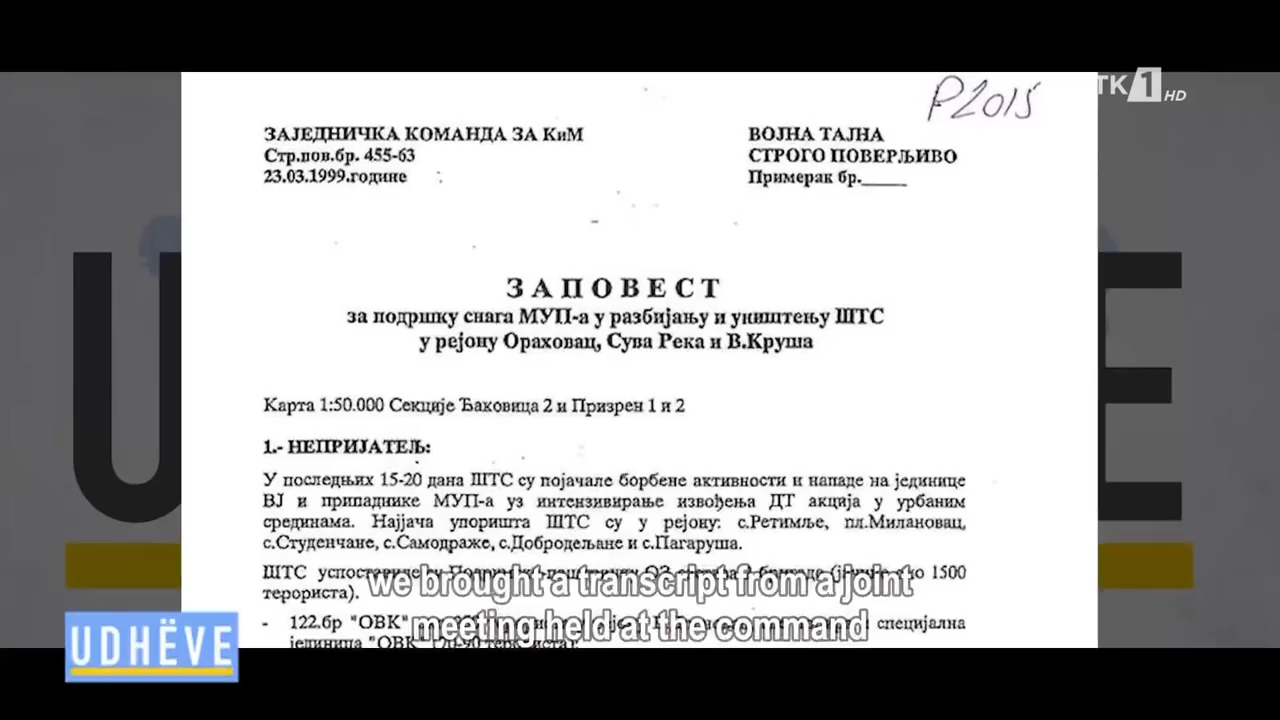 P2015
ТК1 HD
ЗАЈЕДНИЧКА КОМАНДА ЗА КиМ
Стр.пов.бр. 455-63
23.03.1999.године
ВОЈНА ТАЈНА
СТРОГО ПОВЕРЉИВО
Примерак бр.____
З А П О В Е С Т
за подршку снага МУП-а у разбијању и уништењу ШТС
у рејону Ораховац, Сува Река и В.Круша
Карта 1:50.000 Секције Ђаковица 2 и Призрен 1 и 2
1.- НЕПРИЈАТЕЉ:
У последњих 15-20 дана ШТС су појачале борбене активности и нападе на јединице
ВЈ и припаднике МУП-а уз интензивирање извођења ДТ акција у урбаним
срединама. Најјача упоришта ШТС су у рејону: с.Ретимље, пл.Милановац,
с.Студенчане, с.Самодраже, с.Добродељане и с.Пагаруша.
ШТС 1500
терориста).
- 122.бр "ОВК" специјална
јединица "ОВК"
we brought a transcript from a joint
meeting held at the command
UDHËVE